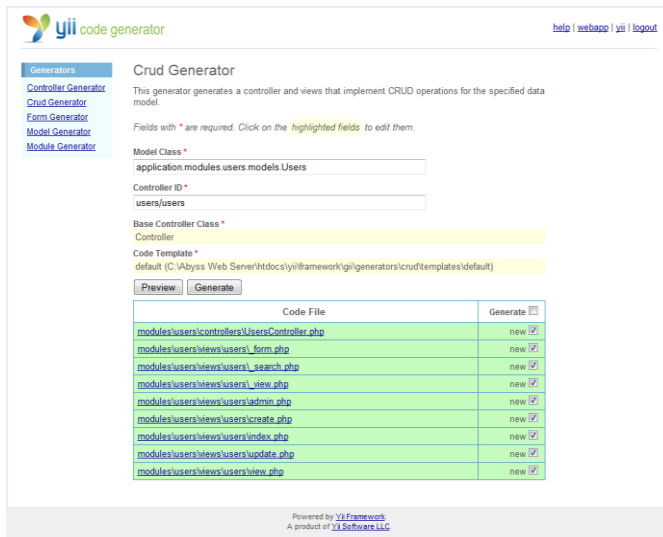 yii code generator
help | webapp | yii | logout
Generators
Controller Generator
Crud Generator
Form Generator
Model Generator
Module Generator
Crud Generator
This generator generates a controller and views that implement CRUD operations for the specified data
model.
Fields with * are required. Click on the highlighted fields to edit them.
Model Class *
application.modules.users.models.Users
Controller ID *
users/users
Base Controller Class *
Controller
Code Template *
default (C:\Abyss Web Server\htdocs\yii\framework\gii\generators\crud\templates\default)
Preview Generate
Code File Generate
modules\users\controllers\UsersController.php new
modules\users\views\users\_form.php new
modules\users\views\users\_search.php new
modules\users\views\users\_view.php new
modules\users\views\users\admin.php new
modules\users\views\users\create.php new
modules\users\views\users\index.php new
modules\users\views\users\update.php new
modules\users\views\users\view.php new
Powered by Yii Framework.
A product of Yii Software LLC.